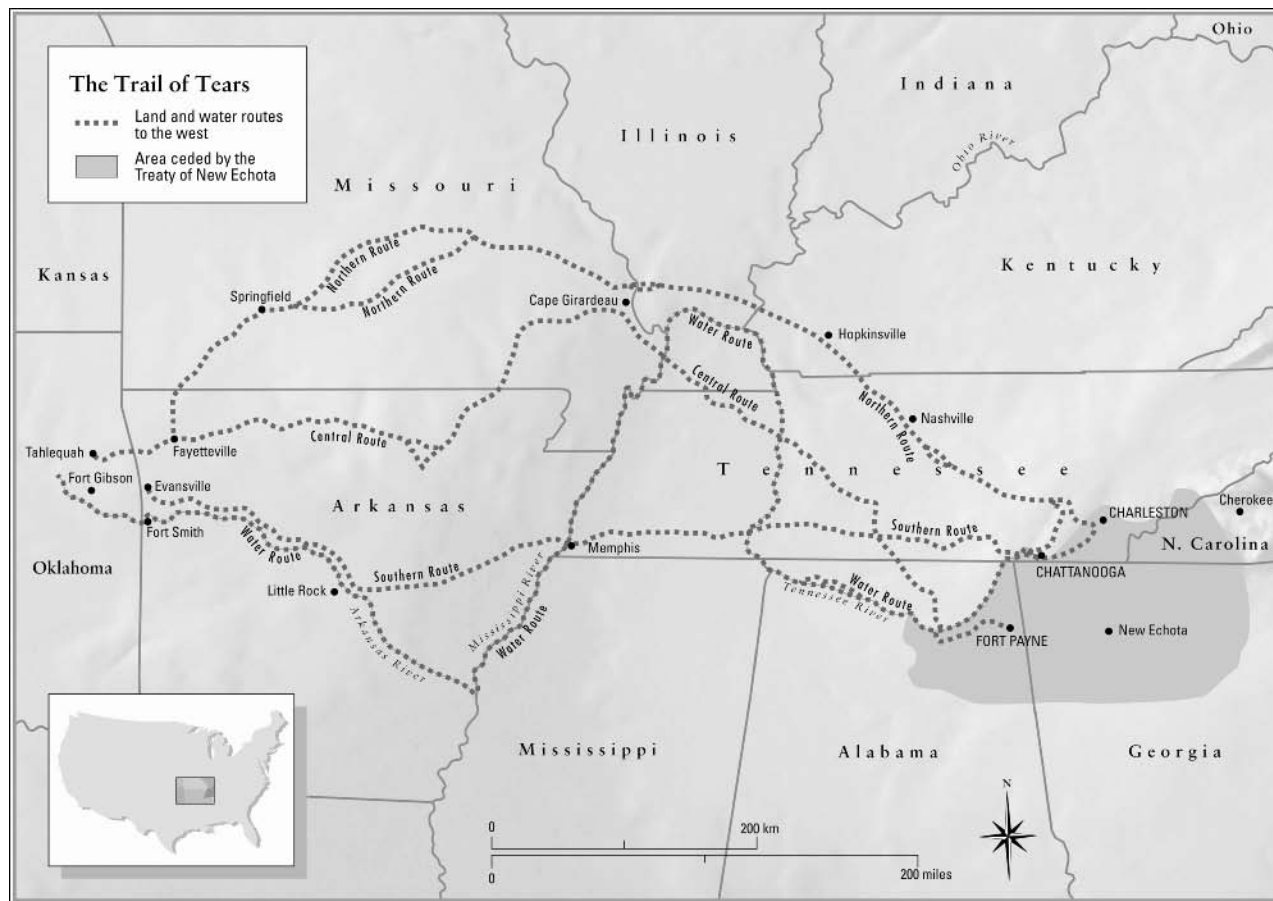 The Trail of Tears
Land and water routes
to the west
Area ceded by the
Treaty of New Echota
Ohio
Indiana
Illinois
Ohio River
Missouri
Kentucky
Kansas
Northern Route
Northern Route
Springfield
Cape Girardeau
Water Route
Hopkinsville
Central Route
Northern Route
Nashville
Central Route
Fayetteville
Tahlequah
Fort Gibson
Evansville
Tennessee
Arkansas
CHARLESTON
Cherokee
Fort Smith
Water Route
Southern Route
N. Carolina
Memphis
Oklahoma
Southern Route
CHATTANOOGA
Little Rock
Water Route
Tennessee River
Mississippi River
Water Route
Arkansas River
FORT PAYNE
New Echota
Mississippi
Alabama
Georgia
N
0
200 km
0
200 miles